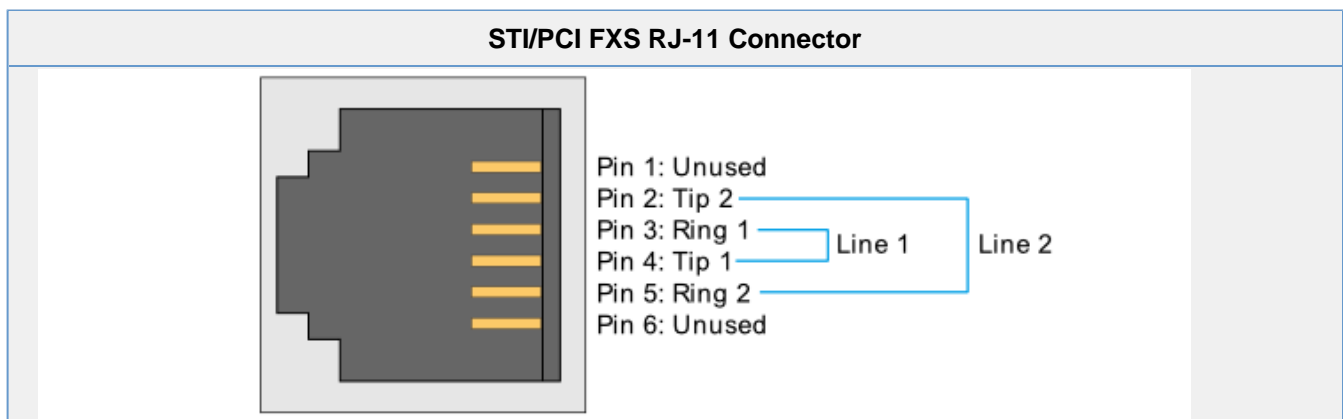 STI/PCI FXS RJ-11 Connector
Pin 1: Unused
Pin 2: Tip 2
Pin 3: Ring 1
Pin 4: Tip 1
Pin 5: Ring 2
Pin 6: Unused
Line 1
Line 2